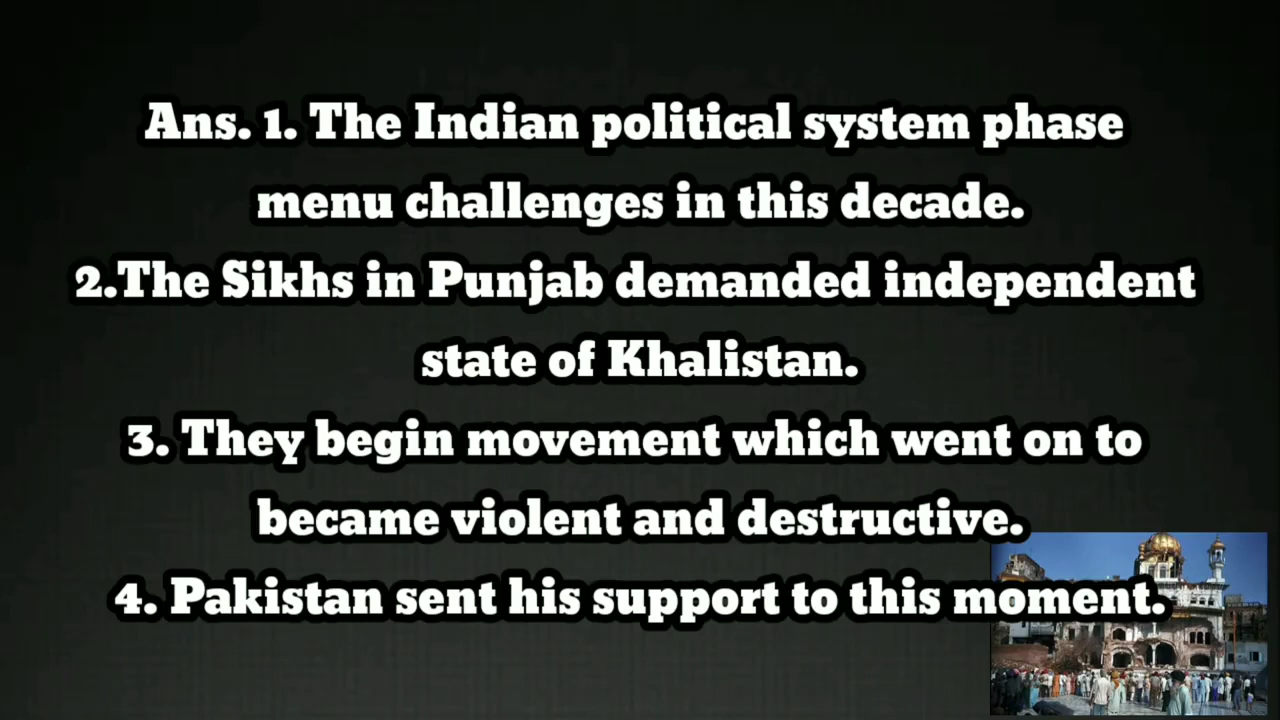 Ans. 1. The Indian political system phase
menu challenges in this decade.
2.The Sikhs in Punjab demanded independent
state of Khalistan.
3. They begin movement which went on to
became violent and destructive.
4. Pakistan sent his support to this moment.